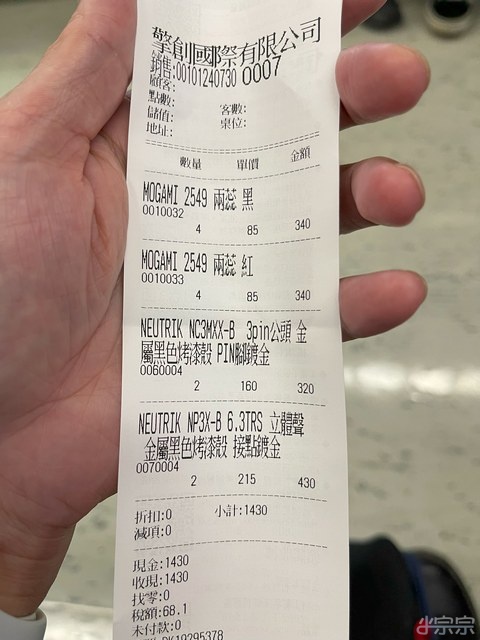 擎創國際有限公司
銷售:00101240730 0007
顧客:
點數: 客數:
儲值: 桌位:
地址:
數量 單價 金額
MOGAMI 2549 兩蕊 黑
0010032
4 85 340
MOGAMI 2549 兩蕊 紅
0010033
4 85 340
NEUTRIK NC3MXX-B 3pin公頭 金
屬黑色烤漆殼 PIN腳鍍金
0060004
2 160 320
NEUTRIK NP3X-B 6.3TRS 立體聲
金屬黑色烤漆殼 接點鍍金
0070004
2 215 430
折扣:0 小計:1430
減項:0
現金:1430
收現:1430
找零:0
稅額:68.1
未付款:0
19295378
小宗宗